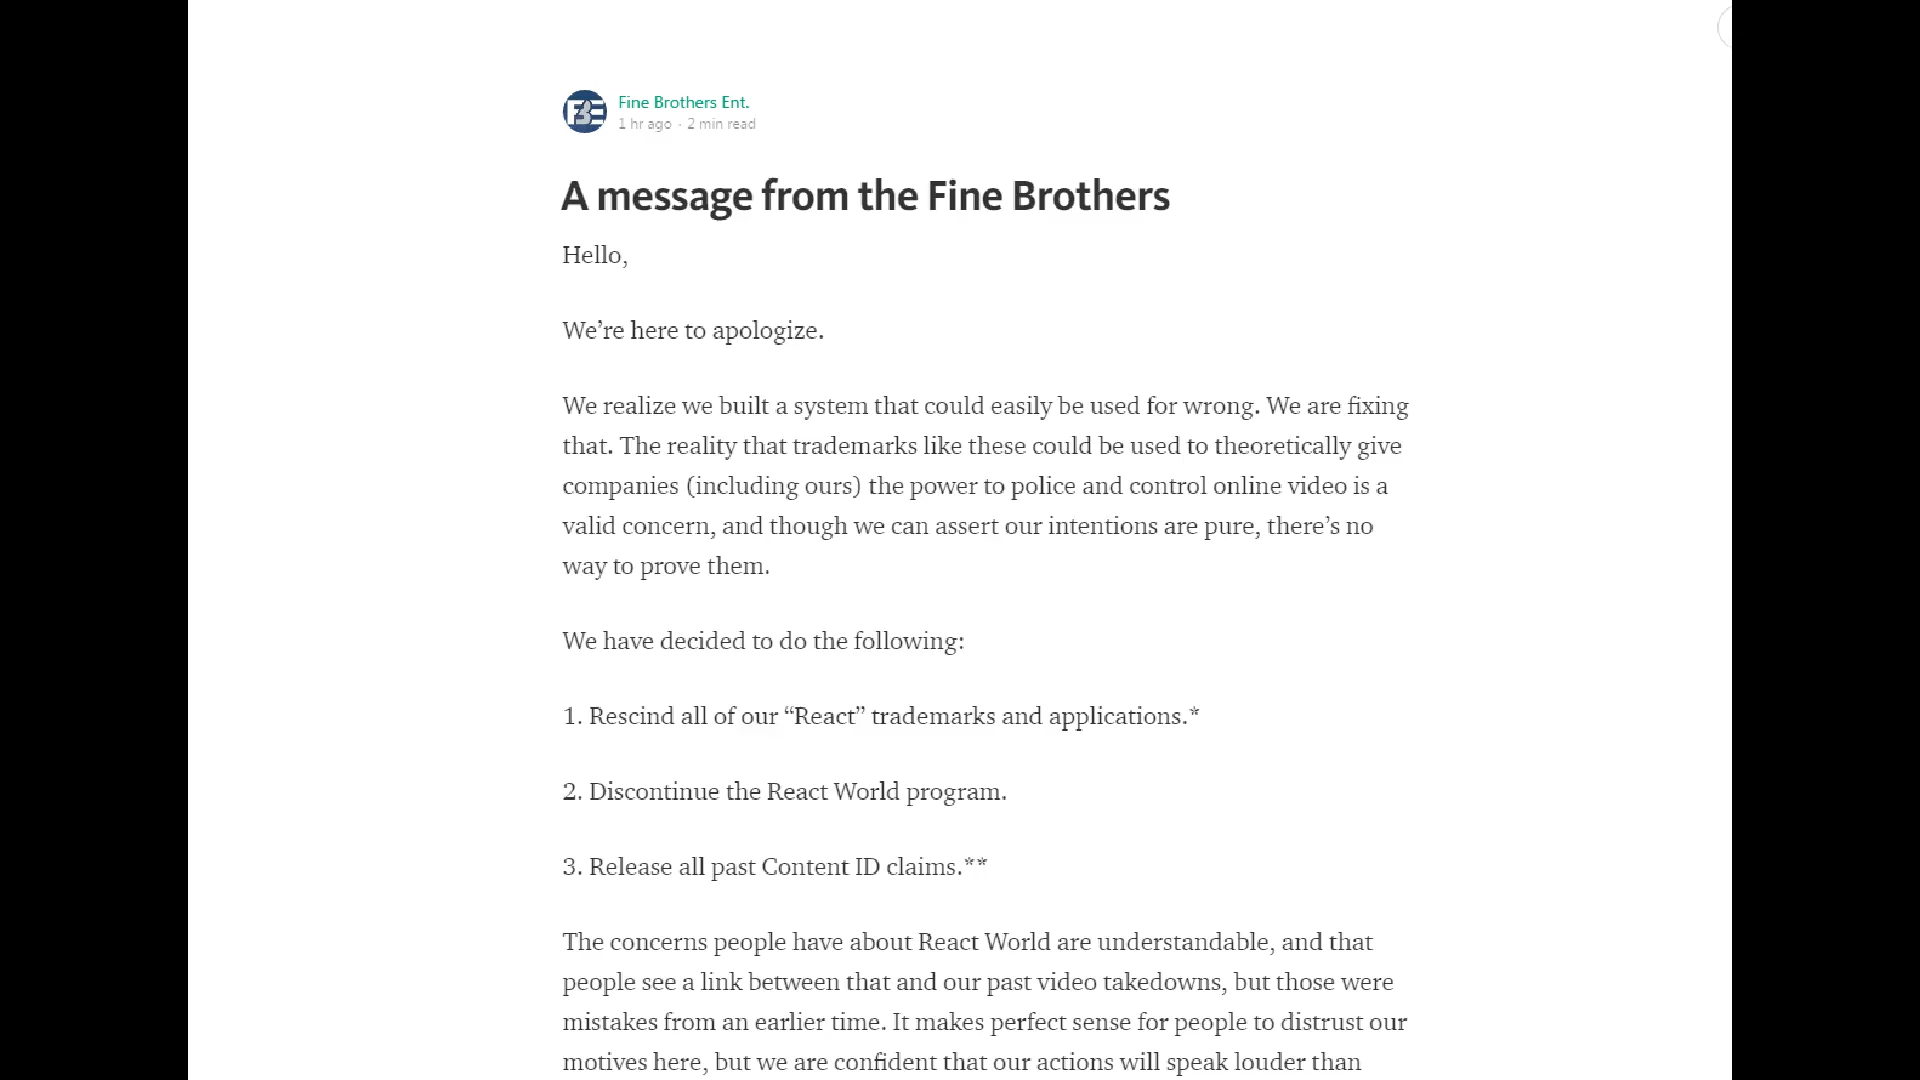 FBE
Fine Brothers Ent.
1 hr ago · 2 min read
A message from the Fine Brothers
Hello,
We’re here to apologize.
We realize we built a system that could easily be used for wrong. We are fixing
that. The reality that trademarks like these could be used to theoretically give
companies (including ours) the power to police and control online video is a
valid concern, and though we can assert our intentions are pure, there’s no
way to prove them.
We have decided to do the following:
1. Rescind all of our “React” trademarks and applications.*
2. Discontinue the React World program.
3. Release all past Content ID claims.**
The concerns people have about React World are understandable, and that
people see a link between that and our past video takedowns, but those were
mistakes from an earlier time. It makes perfect sense for people to distrust our
motives here, but we are confident that our actions will speak louder than